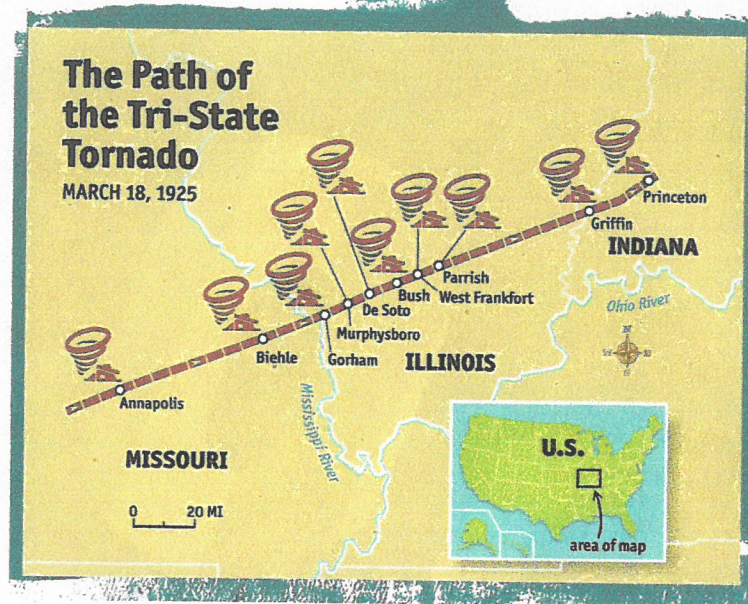 The Path of
the Tri-State
Tornado
MARCH 18, 1925
Princeton
Griffin
INDIANA
Parrish
West Frankfort
Bush
De Soto
Murphysboro
Gorham
Biehle
ILLINOIS
Annapolis
Ohio River
Mississippi River
MISSOURI
0 20 MI
N
S
U.S.
area of map